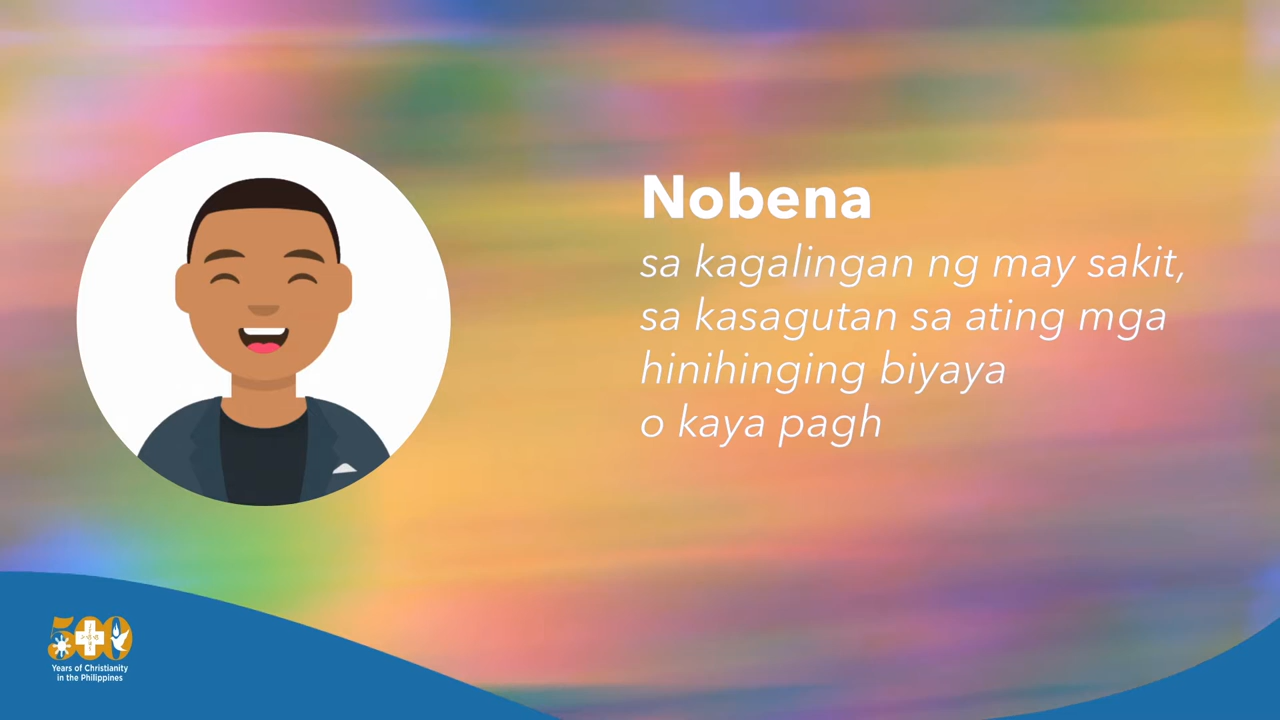 Nobena
sa kagalingan ng may sakit,
sa kasagutan sa ating mga
hinihinging biyaya
o kaya pagh
500
Years of Christianity
in the Philippines